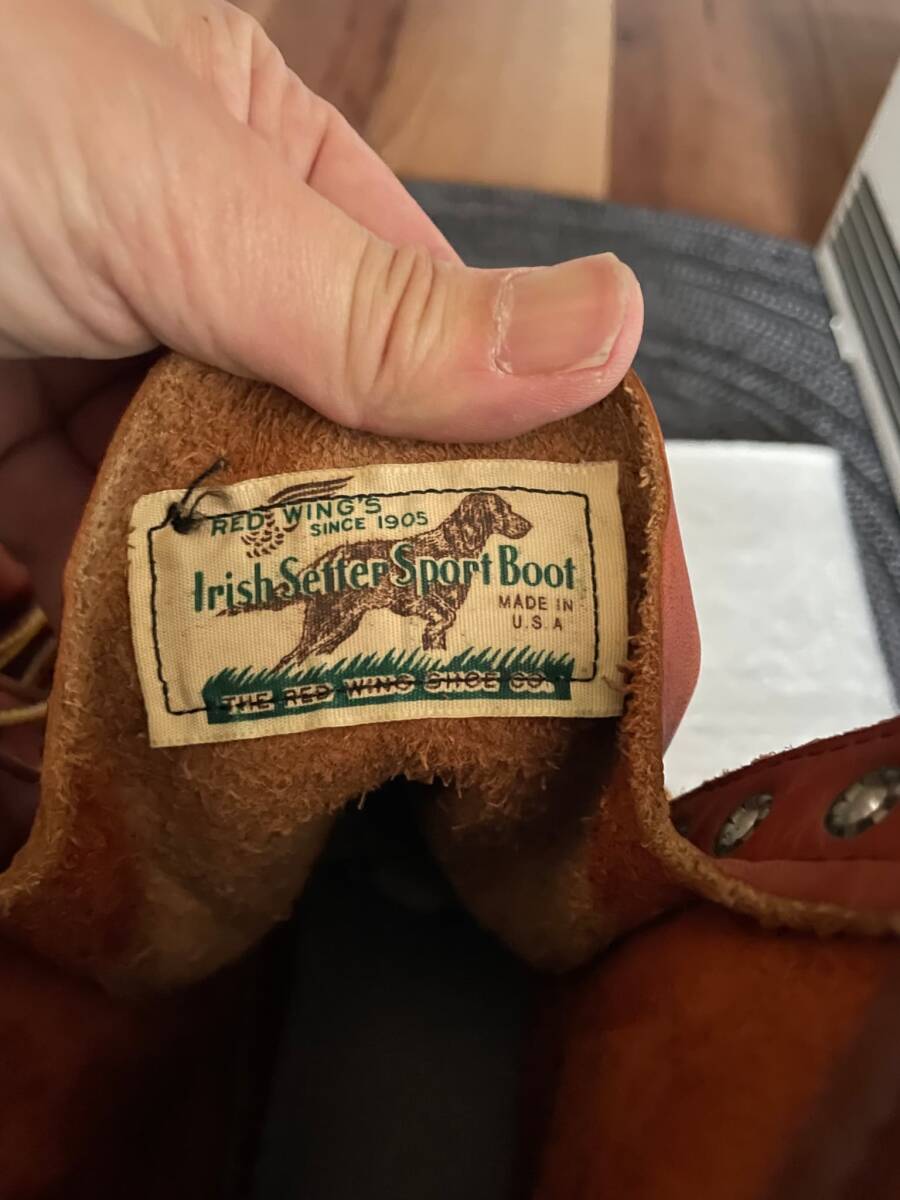 RED WING'S
SINCE 1905
Irish Setter Sport Boot
MADE IN
U.S.A
THE RED WING SHOE CO.